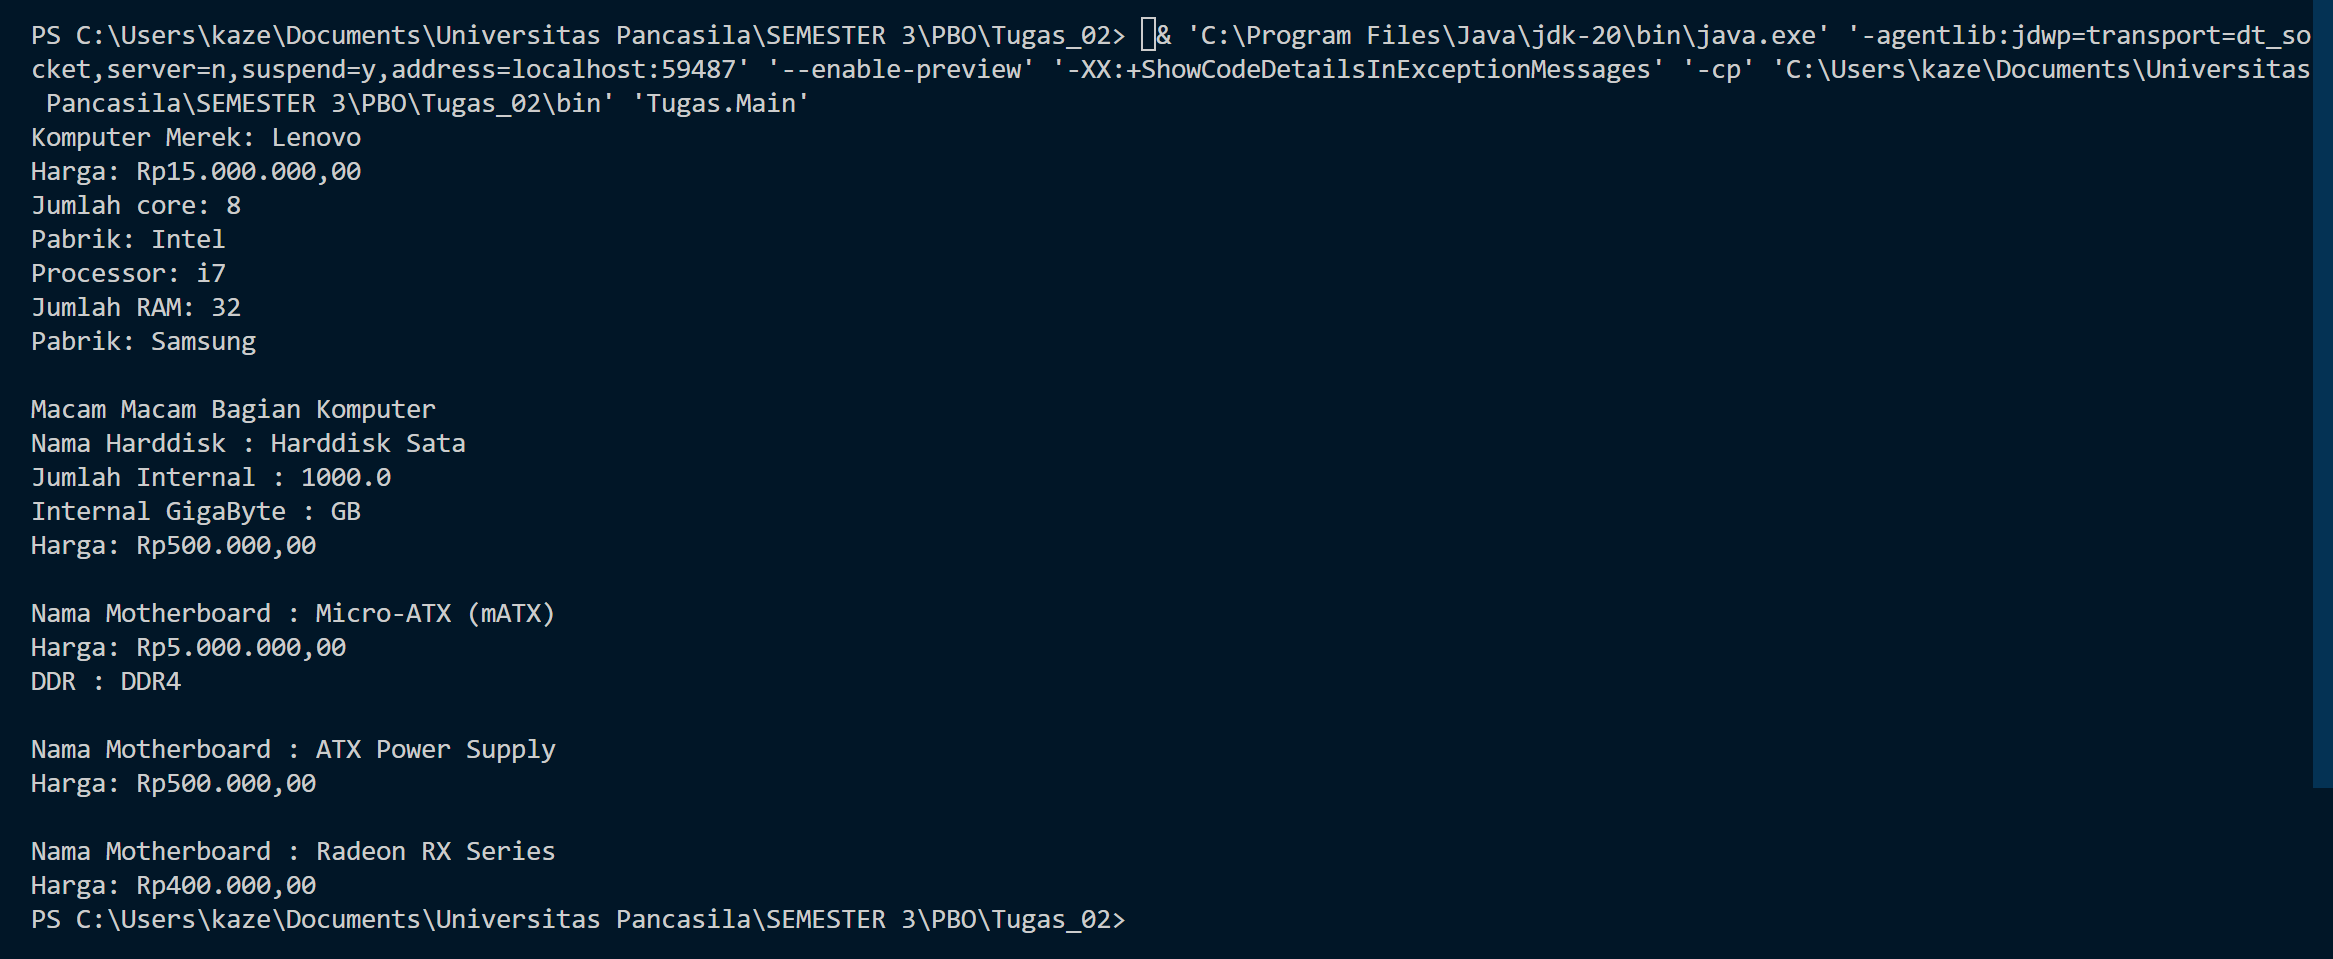 PS C:\Users\kaze\Documents\Universitas Pancasila\SEMESTER 3\PBO\Tugas_02> & 'C:\Program Files\Java\jdk-20\bin\java.exe' '-agentlib:jdwp=transport=dt_so
cket,server=n,suspend=y,address=localhost:59487' '--enable-preview' '-XX:+ShowCodeDetailsInExceptionMessages' '-cp' 'C:\Users\kaze\Documents\Universitas
 Pancasila\SEMESTER 3\PBO\Tugas_02\bin' 'Tugas.Main'
Komputer Merek: Lenovo
Harga: Rp15.000.000,00
Jumlah core: 8
Pabrik: Intel
Processor: i7
Jumlah RAM: 32
Pabrik: Samsung

Macam Macam Bagian Komputer
Nama Harddisk : Harddisk Sata
Jumlah Internal : 1000.0
Internal GigaByte : GB
Harga: Rp500.000,00

Nama Motherboard : Micro-ATX (mATX)
Harga: Rp5.000.000,00
DDR : DDR4

Nama Motherboard : ATX Power Supply
Harga: Rp500.000,00

Nama Motherboard : Radeon RX Series
Harga: Rp400.000,00
PS C:\Users\kaze\Documents\Universitas Pancasila\SEMESTER 3\PBO\Tugas_02>